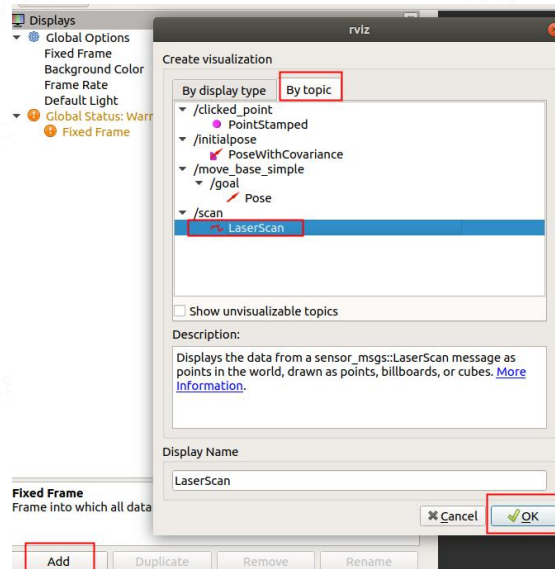 Displays
Global Options
Fixed Frame
Background Color
Frame Rate
Default Light
Global Status: Warr
Fixed Frame
Fixed Frame
Frame into which all data
Add
Duplicate
Remove
Rename
rviz
Create visualization
By display type
By topic
/clicked_point
PointStamped
/initialpose
PoseWithCovariance
/move_base_simple
/goal
Pose
/scan
LaserScan
Show unvisualizable topics
Description:
Displays the data from a sensor_msgs::LaserScan message as
points in the world, drawn as points, billboards, or cubes. More
Information.
Display Name
LaserScan
Cancel
OK